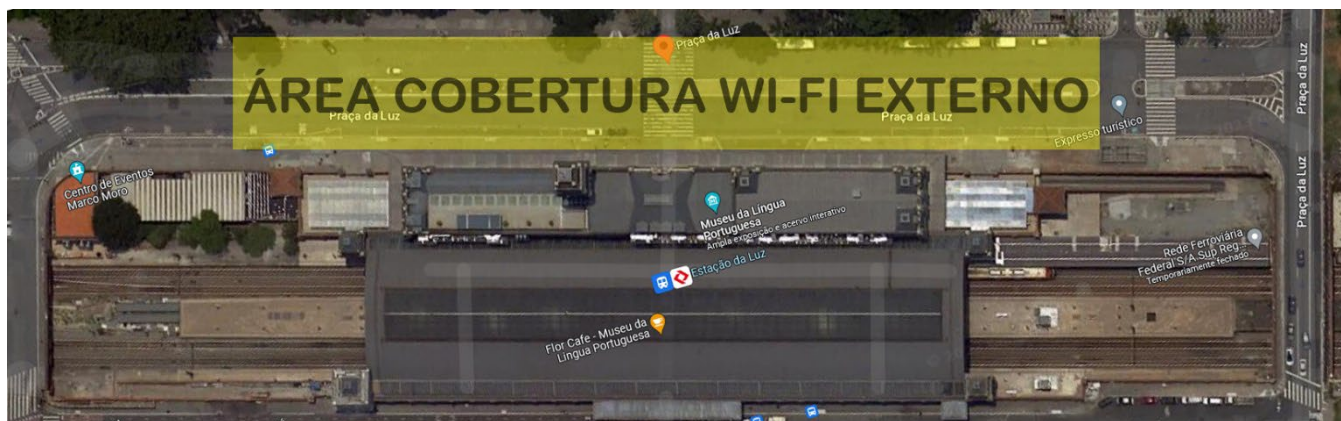 Praça da Luz
ÁREA COBERTURA WI-FI EXTERNO
Praça da Luz
Praça da Luz
Expresso turístico
Praça da Luz
Praça da Luz
Centro de Eventos
Marco Moro
Museu da Língua
Portuguesa
Ampla exposição e acervo interativo
Rede Ferroviária
Federal S/A.Sup Reg...
Temporariamente fechado
Estação da Luz
Flor Cafe - Museu da
Língua Portuguesa